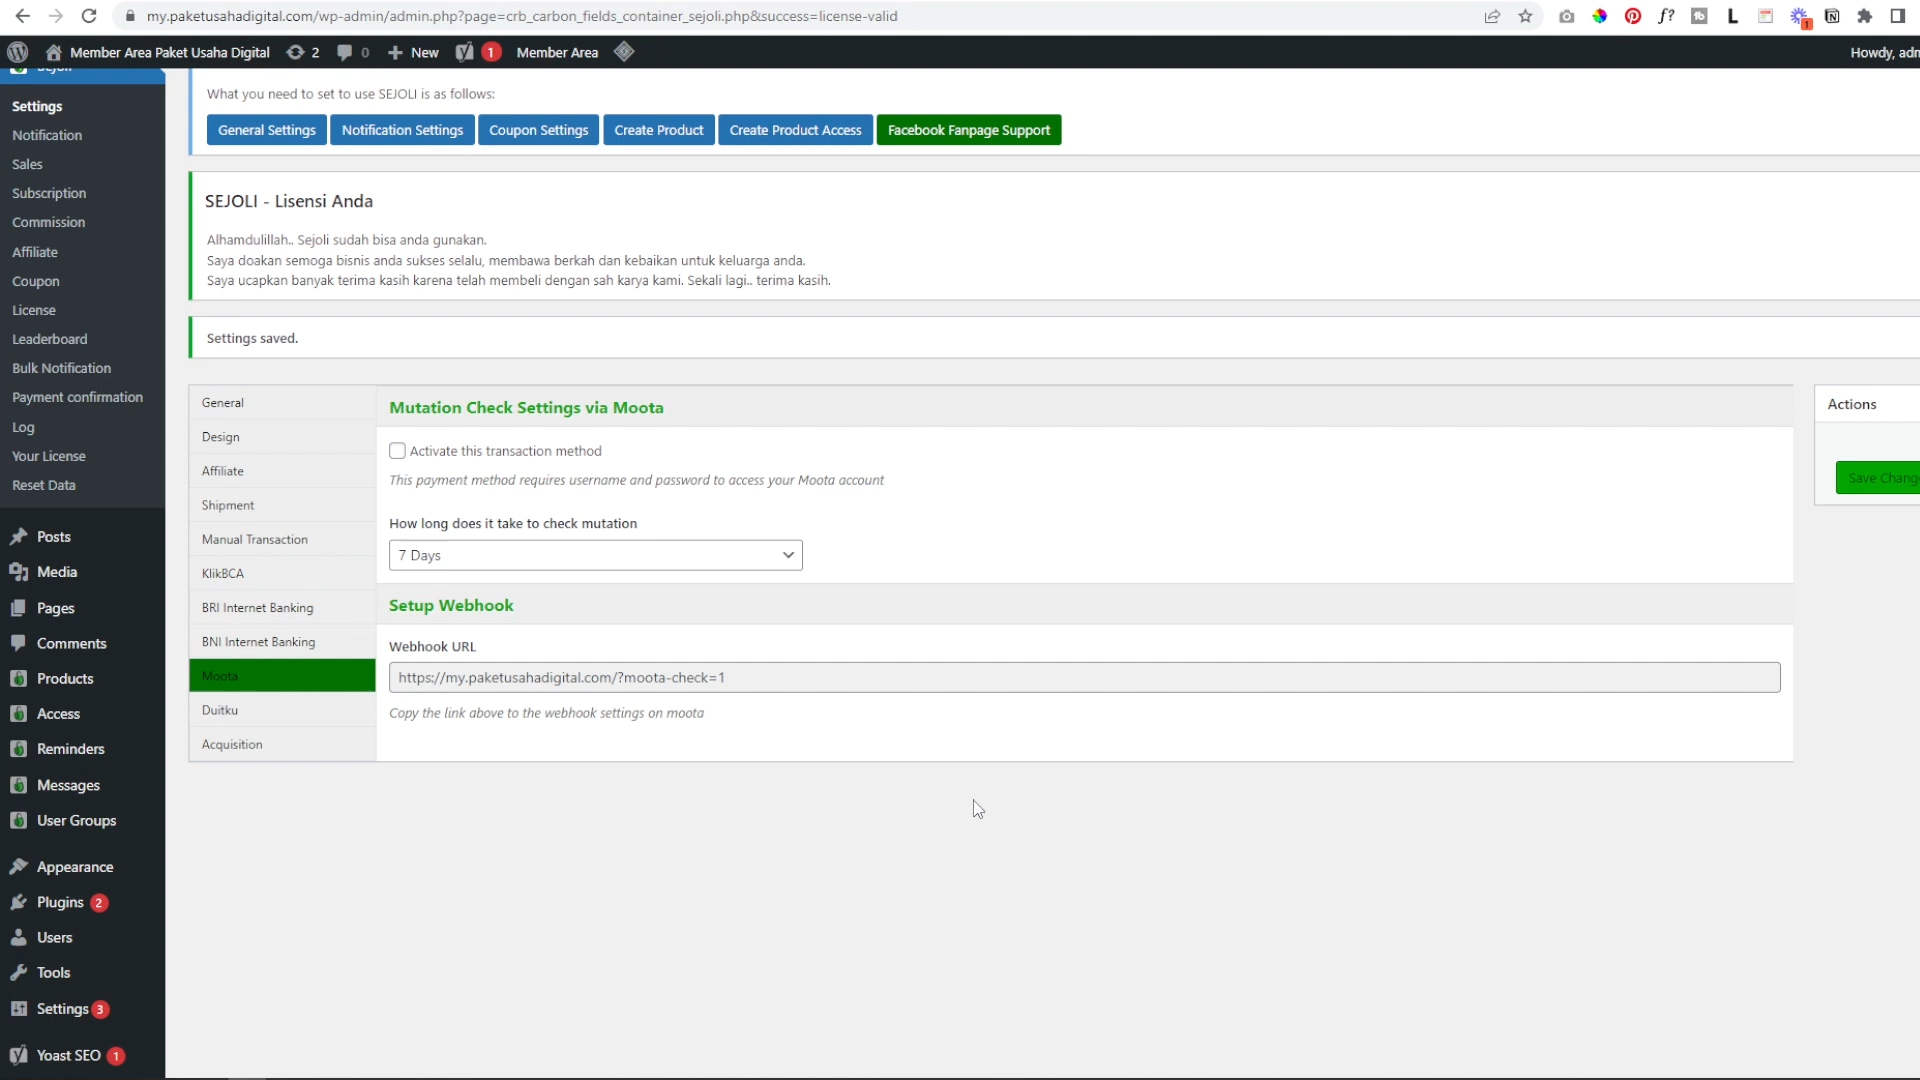 my.paketusahadigital.com/wp-admin/admin.php?page=crb_carbon_fields_container_sejoli.php&success=license-valid
Member Area Paket Usaha Digital 2 0 New 1 Member Area
Howdy, adm
Sejoli
Settings
Notification
Sales
Subscription
Commission
Affiliate
Coupon
License
Leaderboard
Bulk Notification
Payment confirmation
Log
Your License
Reset Data
Posts
Media
Pages
Comments
Products
Access
Reminders
Messages
User Groups
Appearance
Plugins 2
Users
Tools
Settings 3
Yoast SEO 1
What you need to set to use SEJOLI is as follows:
General Settings Notification Settings Coupon Settings Create Product Create Product Access Facebook Fanpage Support
SEJOLI - Lisensi Anda
Alhamdulillah.. Sejoli sudah bisa anda gunakan.
Saya doakan semoga bisnis anda sukses selalu, membawa berkah dan kebaikan untuk keluarga anda.
Saya ucapkan banyak terima kasih karena telah membeli dengan sah karya kami. Sekali lagi.. terima kasih.
Settings saved.
General
Design
Affiliate
Shipment
Manual Transaction
KlikBCA
BRI Internet Banking
BNI Internet Banking
Moota
Duitku
Acquisition
Mutation Check Settings via Moota
Activate this transaction method
This payment method requires username and password to access your Moota account
How long does it take to check mutation
7 Days
Setup Webhook
Webhook URL
https://my.paketusahadigital.com/?moota-check=1
Copy the link above to the webhook settings on moota
Actions
Save Chang